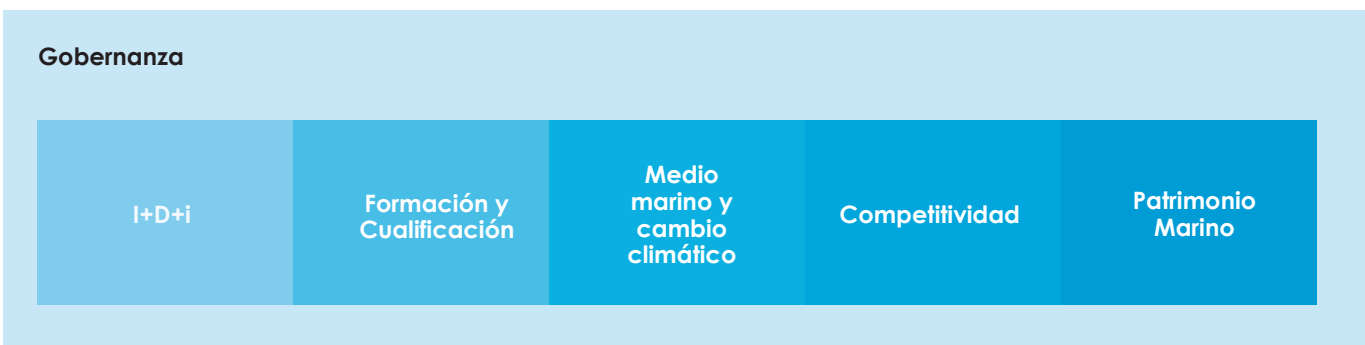 Gobernanza
I+D+i
Formación y
Cualificación
Medio
marino y
cambio
climático
Competitividad
Patrimonio
Marino